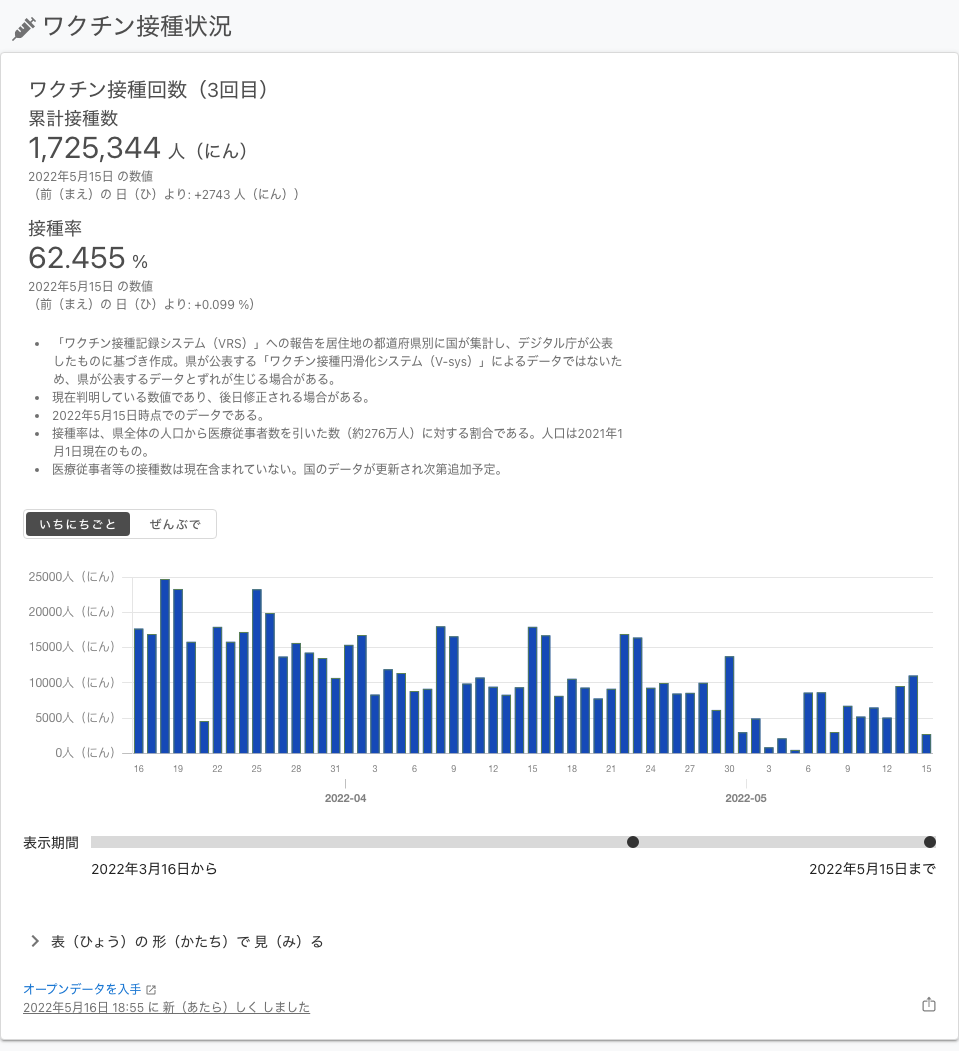 ワクチン接種状況
ワクチン接種回数（3回目）
累計接種数
1,725,344 人（にん）
2022年5月15日 の数値
（前（まえ）の 日（ひ）より: +2743 人（にん））
接種率
62.455 %
2022年5月15日 の数値
（前（まえ）の 日（ひ）より: +0.099 %）
• 「ワクチン接種記録システム（VRS）」への報告を居住地の都道府県別に国が集計し、デジタル庁が公表
したものに基づき作成。県が公表する「ワクチン接種円滑化システム（V-sys）」によるデータではないた
め、県が公表するデータとずれが生じる場合がある。
• 現在判明している数値であり、後日修正される場合がある。
• 2022年5月15日時点でのデータである。
• 接種率は、県全体の人口から医療従事者数を引いた数（約276万人）に対する割合である。人口は2021年1
月1日現在のもの。
• 医療従事者等の接種数は現在含まれていない。国のデータが更新され次第追加予定。
いちにちごと ぜんぶで
25000人（にん）
20000人（にん）
15000人（にん）
10000人（にん）
5000人（にん）
0人（にん）
16 19 22 25 28 31 3 6 9 12 15 18 21 24 27 30 3 6 9 12 15
2022-04 2022-05
表示期間
2022年3月16日から 2022年5月15日まで
表（ひょう）の 形（かたち）で 見（み）る
オープンデータを入手
2022年5月16日 18:55 に 新（あたら）しく しました